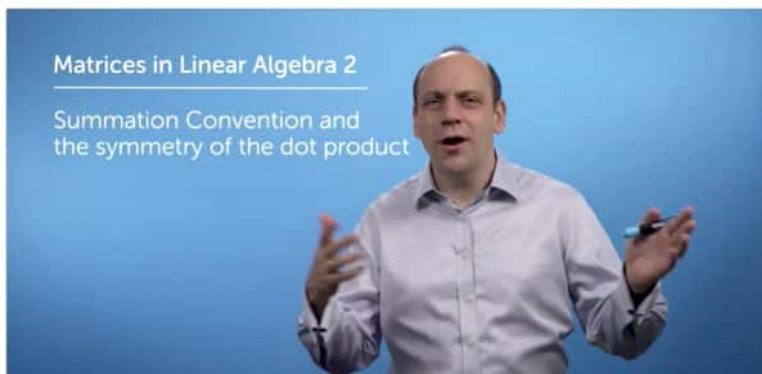 Matrices in Linear Algebra 2
Summation Convention and
the symmetry of the dot product